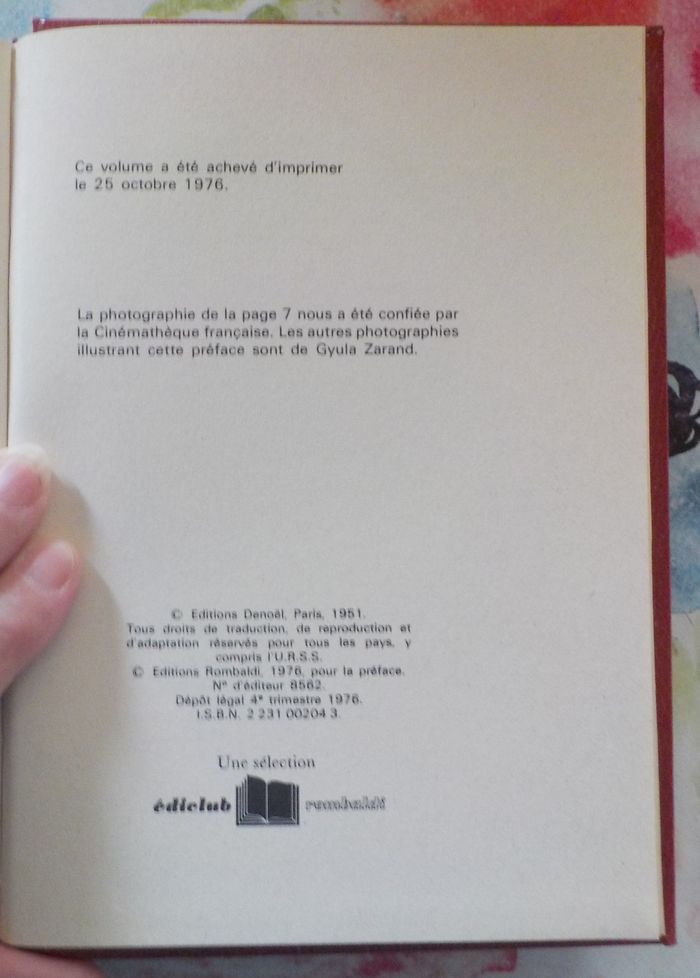 Ce volume a été achevé d'imprimer
le 25 octobre 1976.
La photographie de la page 7 nous a été confiée par
la Cinémathèque française. Les autres photographies
illustrant cette préface sont de Gyula Zarand.
© Editions Denoël, Paris, 1951.
Tous droits de traduction, de reproduction et
d'adaptation réservés pour tous les pays, y
compris l'U.R.S.S.
© Editions Rombaldi, 1976, pour la préface.
N° d'éditeur 8562.
Dépôt légal 4e trimestre 1976.
I.S.B.N. 2 231 00204 3.
Une sélection
édiclub rombaldi